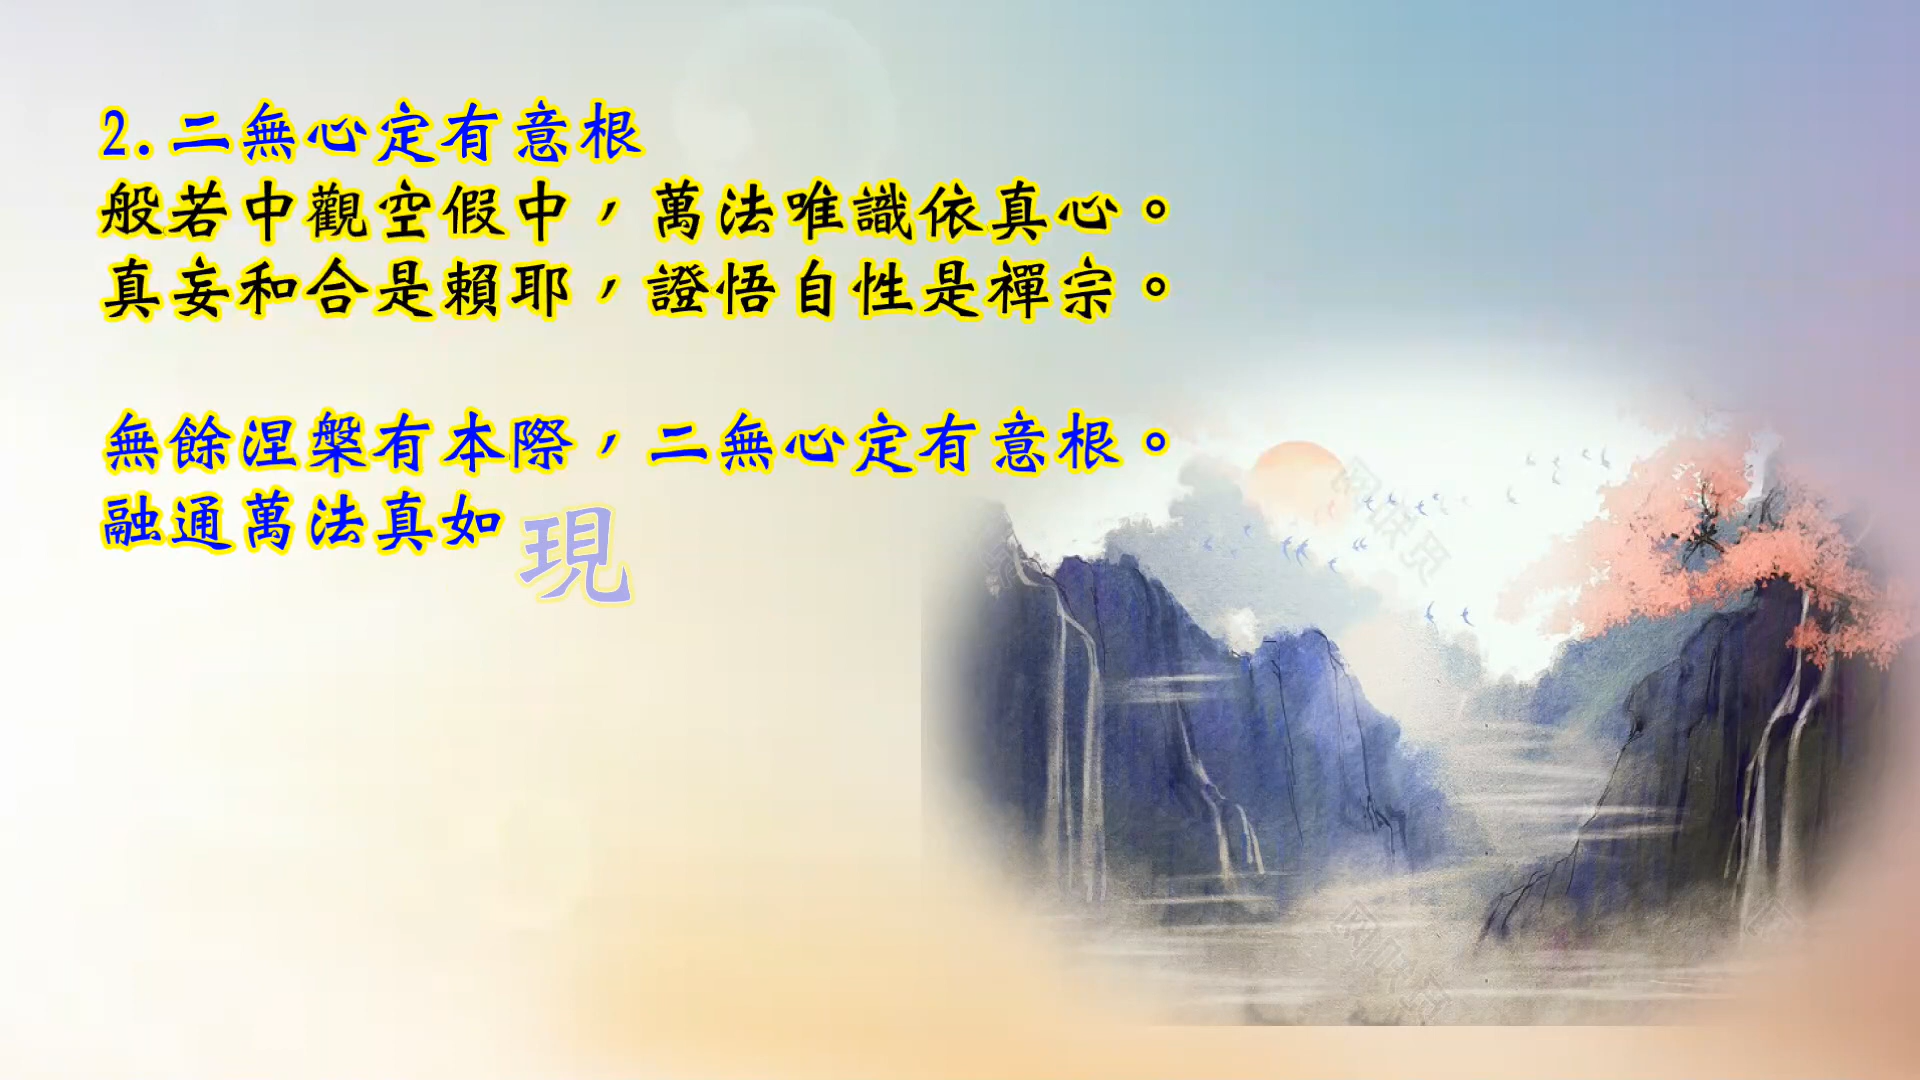 2.二無心定有意根
般若中觀空假中，萬法唯識依真心。
真妄和合是賴耶，證悟自性是禪宗。
無餘涅槃有本際，二無心定有意根。
融通萬法真如現